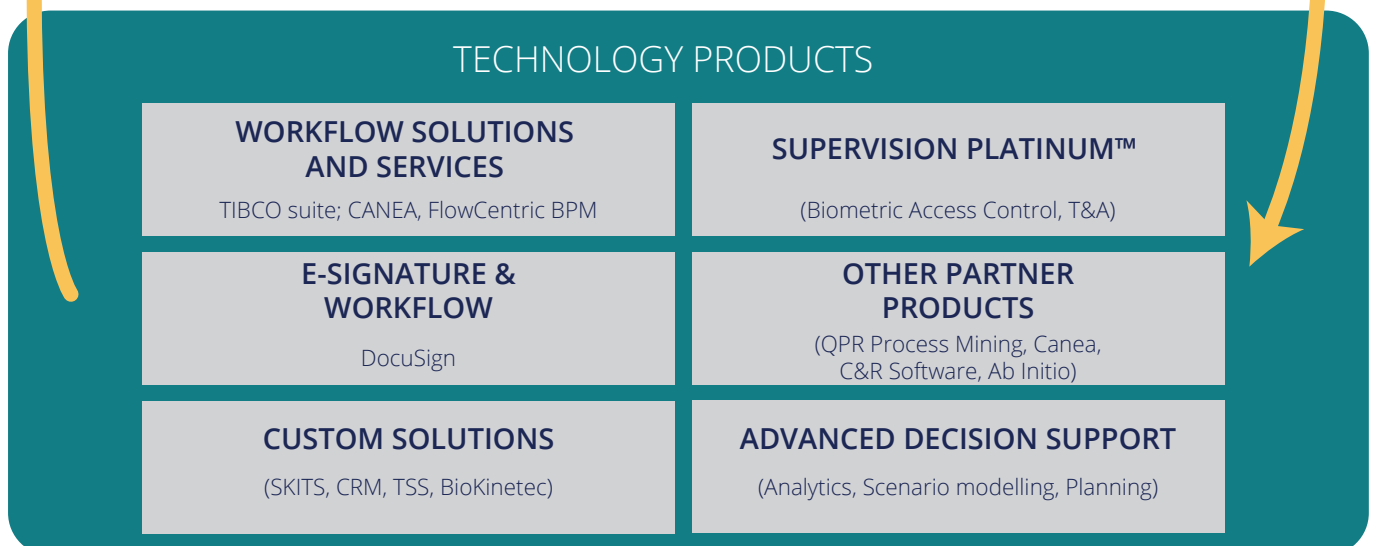 TECHNOLOGY PRODUCTS
WORKFLOW SOLUTIONS
AND SERVICES
TIBCO suite; CANEA, FlowCentric BPM
SUPERVISION PLATINUM™
(Biometric Access Control, T&A)
E-SIGNATURE &
WORKFLOW
DocuSign
OTHER PARTNER
PRODUCTS
(QPR Process Mining, Canea,
C&R Software, Ab Initio)
CUSTOM SOLUTIONS
(SKITS, CRM, TSS, BioKinetec)
ADVANCED DECISION SUPPORT
(Analytics, Scenario modelling, Planning)